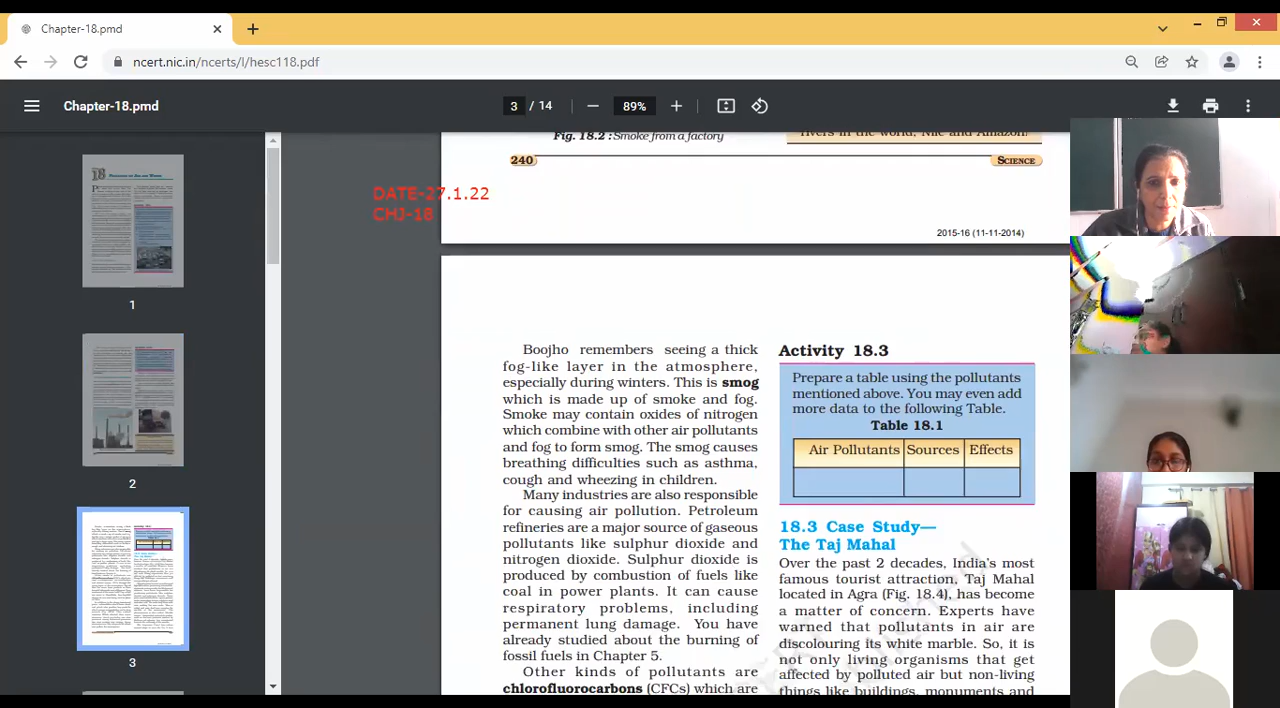 Chapter-18.pmd
ncert.nic.in/ncerts/l/hesc118.pdf
Chapter-18.pmd
3 / 14
89%
Fig. 18.2 : Smoke from a factory
rivers in the world, Nile and Amazon!
240
SCIENCE
DATE-27.1.22
CHJ-18
2015-16 (11-11-2014)
1
2
3
Boojho remembers seeing a thick
fog-like layer in the atmosphere,
especially during winters. This is smog
which is made up of smoke and fog.
Smoke may contain oxides of nitrogen
which combine with other air pollutants
and fog to form smog. The smog causes
breathing difficulties such as asthma,
cough and wheezing in children.
Many industries are also responsible
for causing air pollution. Petroleum
refineries are a major source of gaseous
pollutants like sulphur dioxide and
nitrogen dioxide. Sulphur dioxide is
produced by combustion of fuels like
coal in power plants. It can cause
respiratory problems, including
permanent lung damage. You have
already studied about the burning of
fossil fuels in Chapter 5.
Other kinds of pollutants are
chlorofluorocarbons (CFCs) which are
Activity 18.3
Prepare a table using the pollutants
mentioned above. You may even add
more data to the following Table.
Table 18.1
Air Pollutants Sources Effects
18.3 Case Study—
The Taj Mahal
Over the past 2 decades, India's most
famous tourist attraction, Taj Mahal
located in Agra (Fig. 18.4), has become
a matter of concern. Experts have
warned that pollutants in air are
discolouring its white marble. So, it is
not only living organisms that get
affected by polluted air but non-living
things like buildings, monuments and